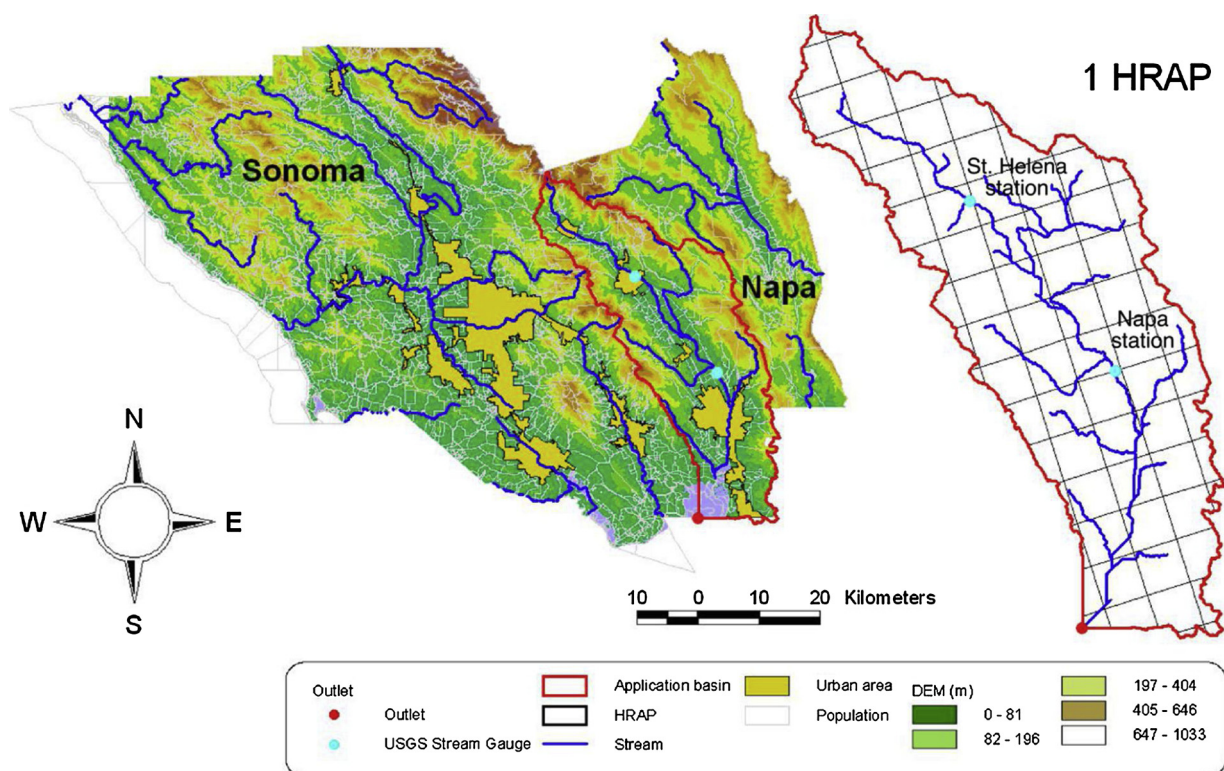 1 HRAP
Sonoma
Napa
St. Helena
station
Napa
station
N
W
E
S
10 0 10 20 Kilometers
Outlet
Outlet
USGS Stream Gauge
Application basin
HRAP
Stream
Urban area
Population
DEM (m)
0 - 81
82 - 196
197 - 404
405 - 646
647 - 1033